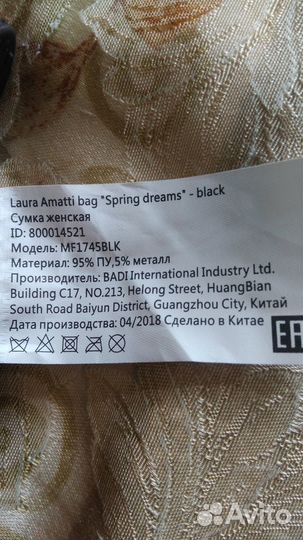 Laura Amatti bag "Spring dreams" - black
Сумка женская
ID: 800014521
Модель: MF1745BLK
Материал: 95% ПУ,5% металл
Производитель: BADI International Industry Ltd.
Building C17, NO.213, Helong Street, HuangBian
South Road Baiyun District, Guangzhou City, Китай
Дата производства: 04/2018 Сделано в Китае
EAC
Avito